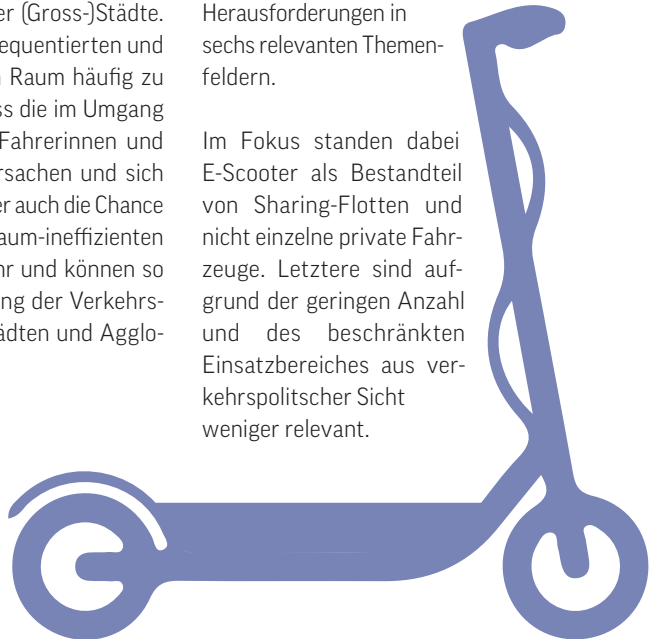 er (Gross-)Städte.
equentierten und
Raum häufig zu
ss die im Umgang
Fahrerinnen und
rsachen und sich
er auch die Chance
aum-ineffizienten
hr und können so
ng der Verkehrs-
ädten und Agglo-
Herausforderungen in
sechs relevanten Themen-
feldern.
Im Fokus standen dabei
E-Scooter als Bestandteil
von Sharing-Flotten und
nicht einzelne private Fahr-
zeuge. Letztere sind auf-
grund der geringen Anzahl
und des beschränkten
Einsatzbereiches aus ver-
kehrspolitscher Sicht
weniger relevant.